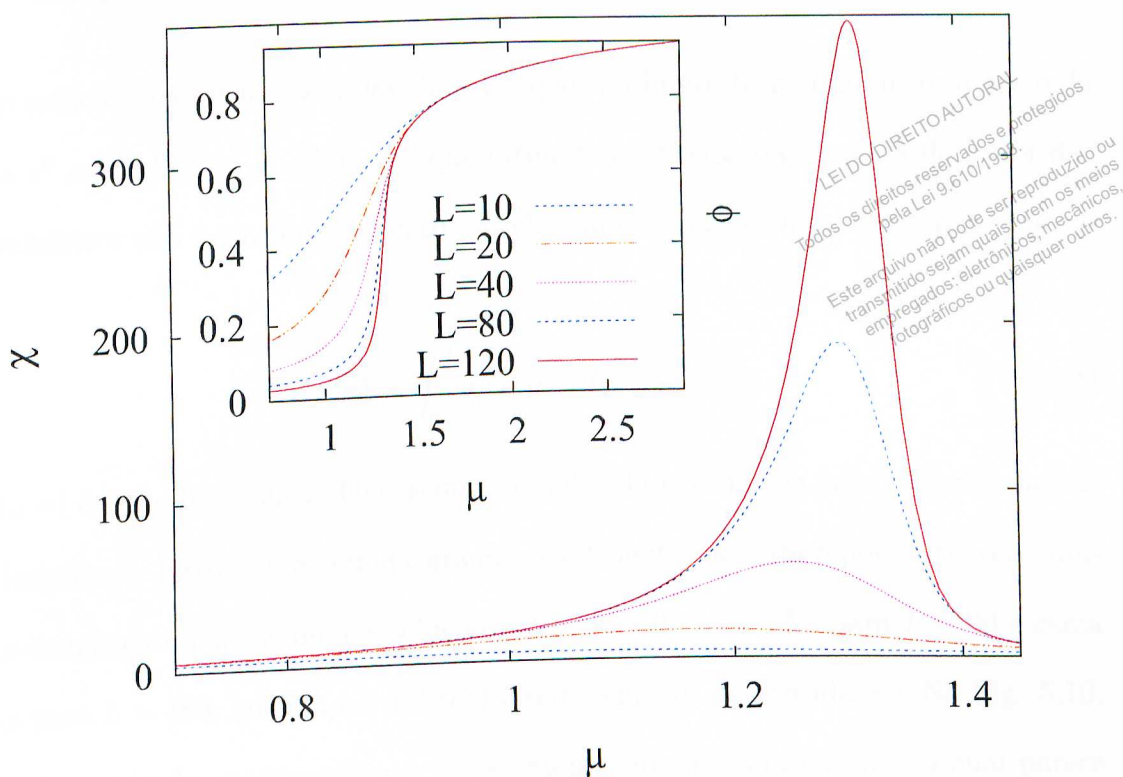 0.8
0.6
0.4
0.2
0
1
1.5
2
2.5
μ
ϕ
L=10
L=20
L=40
L=80
L=120
300
200
100
0
χ
0.8
1
1.2
1.4
μ
LEI DO DIREITO AUTORAL
Todos os direitos reservados e protegidos
pela Lei 9.610/1998.
Este arquivo não pode ser reproduzido ou
transmitido sejam quais forem os meios
empregados: eletrônicos, mecânicos,
fotográficos ou quaisquer outros.